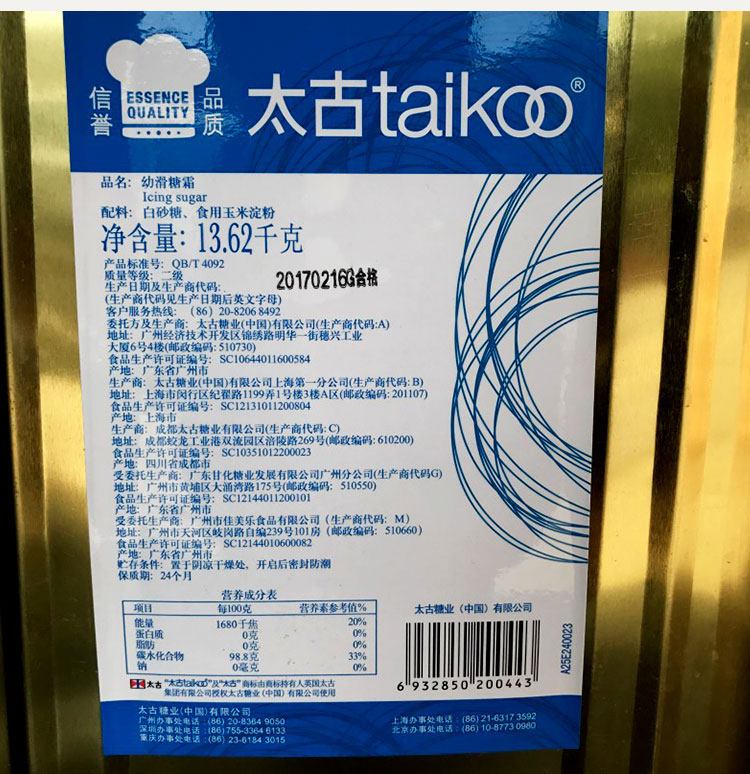 信誉
ESSENCE
QUALITY
品质
太古taikoo®
品名：幼滑糖霜
Icing sugar
配料：白砂糖、食用玉米淀粉
净含量：13.62千克
产品标准号：QB/T 4092
质量等级：二级
生产日期及生产商代码：
20170216G合格
(生产商代码见生产日期后英文字母)
客户服务热线：（86）20-8206 8492
委托方及生产商：太古糖业(中国)有限公司(生产商代码:A)
地址：广州经济技术开发区锦绣路明华一街穗兴工业
大厦6号4楼(邮政编码: 510730)
食品生产许可证编号：SC10644011600584
产地：广东省广州市
生产商：太古糖业(中国)有限公司上海第一分公司(生产商代码: B)
地址：上海市闵行区纪翟路1199弄1号楼3楼A区(邮政编码: 201107)
食品生产许可证编号：SC12131011200804
产地：上海市
生产商：成都太古糖业有限公司(生产商代码: C)
地址：成都蛟龙工业港双流园区涪陵路269号(邮政编码: 610200)
食品生产许可证编号：SC10351012200023
产地：四川省成都市
受委托生产商：广东甘化糖业发展有限公司广州分公司(生产商代码G)
地址：广州市黄埔区大涌湾路175号(邮政编码：510550)
食品生产许可证编号：SC12144011200101
产地：广东省广州市
受委托生产商：广州市佳美乐食品有限公司（生产商代码：M）
地址：广州市天河区岐岗路自编239号101房（邮政编码：510660）
食品生产许可证编号：SC12144010600082
产地：广东省广州市
贮存条件：置于阴凉干燥处，开启后密封防潮
保质期：24个月
营养成分表
项目 每100克 营养素参考值%
能量 1680千焦 20%
蛋白质 0克 0%
脂肪 0克 0%
碳水化合物 98.8克 33%
钠 0毫克 0%
太古 "太古taikoo"及"太古"商标由商标持有人英国太古
集团有限公司授权太古糖业(中国)有限公司使用
太古糖业（中国）有限公司
6 932850 200443
A25E240023
太古糖业(中国)有限公司
广州办事处电话：(86) 20-8364 9050
深圳办事处电话：(86) 755-3364 6133
重庆办事处电话：(86) 23-6184 3015
上海办事处电话：(86) 21-6317 3592
北京办事处电话：(86) 10-8773 0980